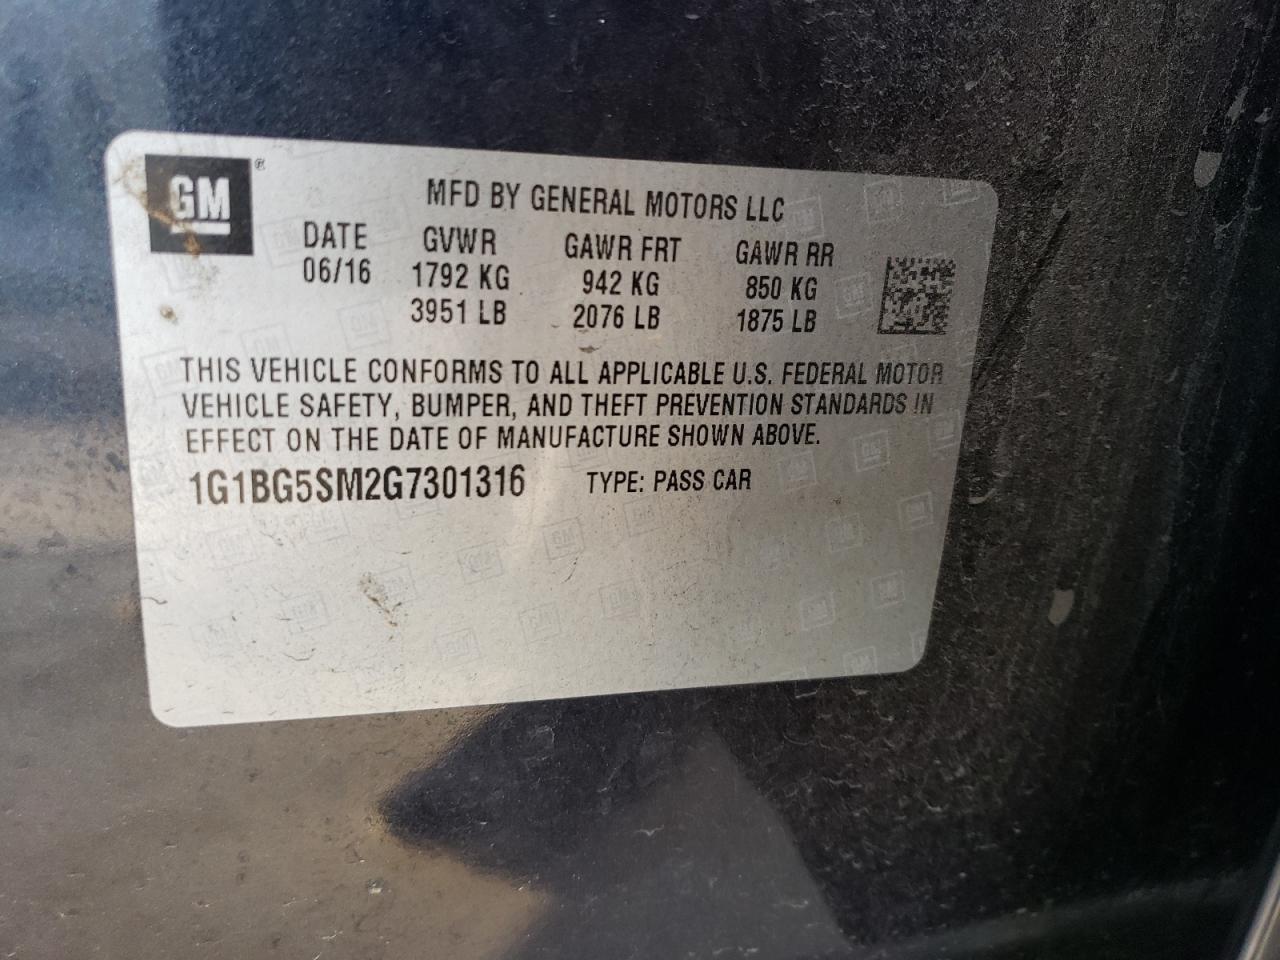 GM®
MFD BY GENERAL MOTORS LLC
DATE GVWR GAWR FRT GAWR RR
06/16 1792 KG 942 KG 850 KG
3951 LB 2076 LB 1875 LB
THIS VEHICLE CONFORMS TO ALL APPLICABLE U.S. FEDERAL MOTOR
VEHICLE SAFETY, BUMPER, AND THEFT PREVENTION STANDARDS IN
EFFECT ON THE DATE OF MANUFACTURE SHOWN ABOVE.
1G1BG5SM2G7301316 TYPE: PASS CAR